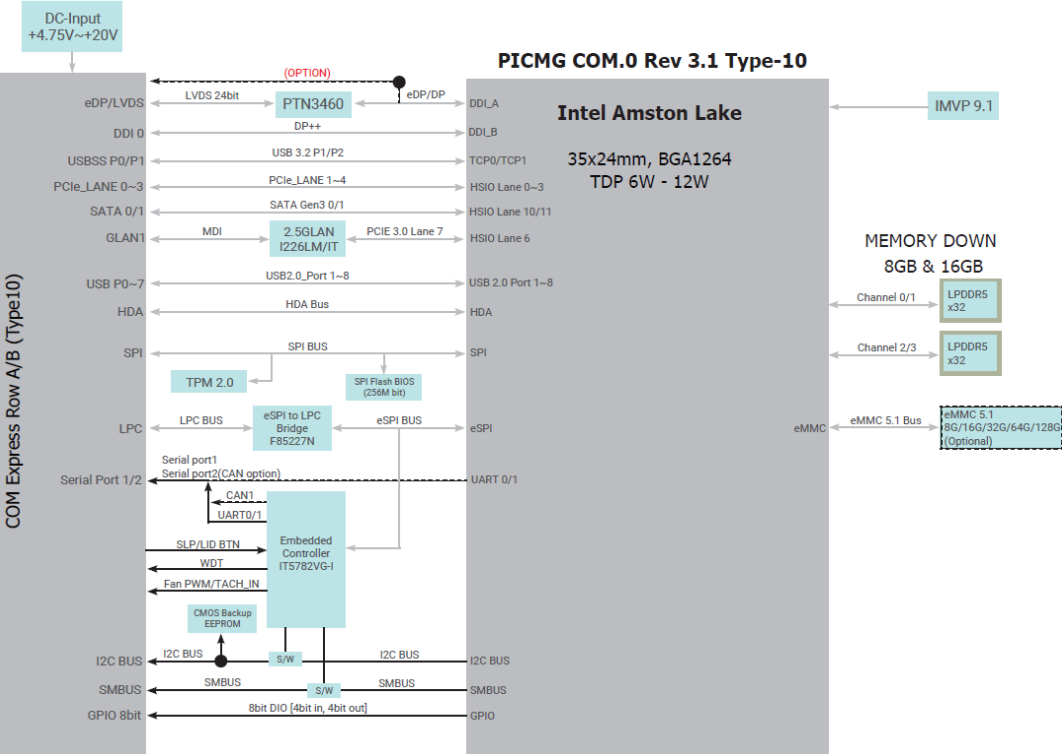 DC-Input
+4.75V~+20V
PICMG COM.0 Rev 3.1 Type-10
(OPTION)
eDP/LVDS
LVDS 24bit
PTN3460
eDP/DP
DDI_A
Intel Amston Lake
IMVP 9.1
DDI 0
DP++
DDI_B
USBSS P0/P1
USB 3.2 P1/P2
TCP0/TCP1
35x24mm, BGA1264
TDP 6W - 12W
PCIe_LANE 0~3
PCIe_LANE 1~4
HSIO Lane 0~3
SATA 0/1
SATA Gen3 0/1
HSIO Lane 10/11
GLAN1
MDI
2.5GLAN
I226LM/IT
PCIE 3.0 Lane 7
HSIO Lane 6
MEMORY DOWN
8GB & 16GB
USB P0~7
USB2.0_Port 1~8
USB 2.0 Port 1~8
HDA
HDA Bus
HDA
Channel 0/1
LPDDR5
x32
SPI
SPI BUS
SPI
Channel 2/3
LPDDR5
x32
TPM 2.0
SPI Flash BIOS
(256M bit)
LPC
LPC BUS
eSPI to LPC
Bridge
F85227N
eSPI BUS
eSPI
eMMC
eMMC 5.1 Bus
eMMC 5.1
8G/16G/32G/64G/128G
(Optional)
COM Express Row A/B (Type10)
Serial port1
Serial port2(CAN option)
Serial Port 1/2
UART 0/1
CAN1
UART0/1
SLP/LID BTN
WDT
Fan PWM/TACH_IN
Embedded
Controller
IT5782VG-I
CMOS Backup
EEPROM
I2C BUS
I2C BUS
S/W
I2C BUS
I2C BUS
SMBUS
SMBUS
S/W
SMBUS
SMBUS
GPIO 8bit
8bit DIO [4bit in, 4bit out]
GPIO